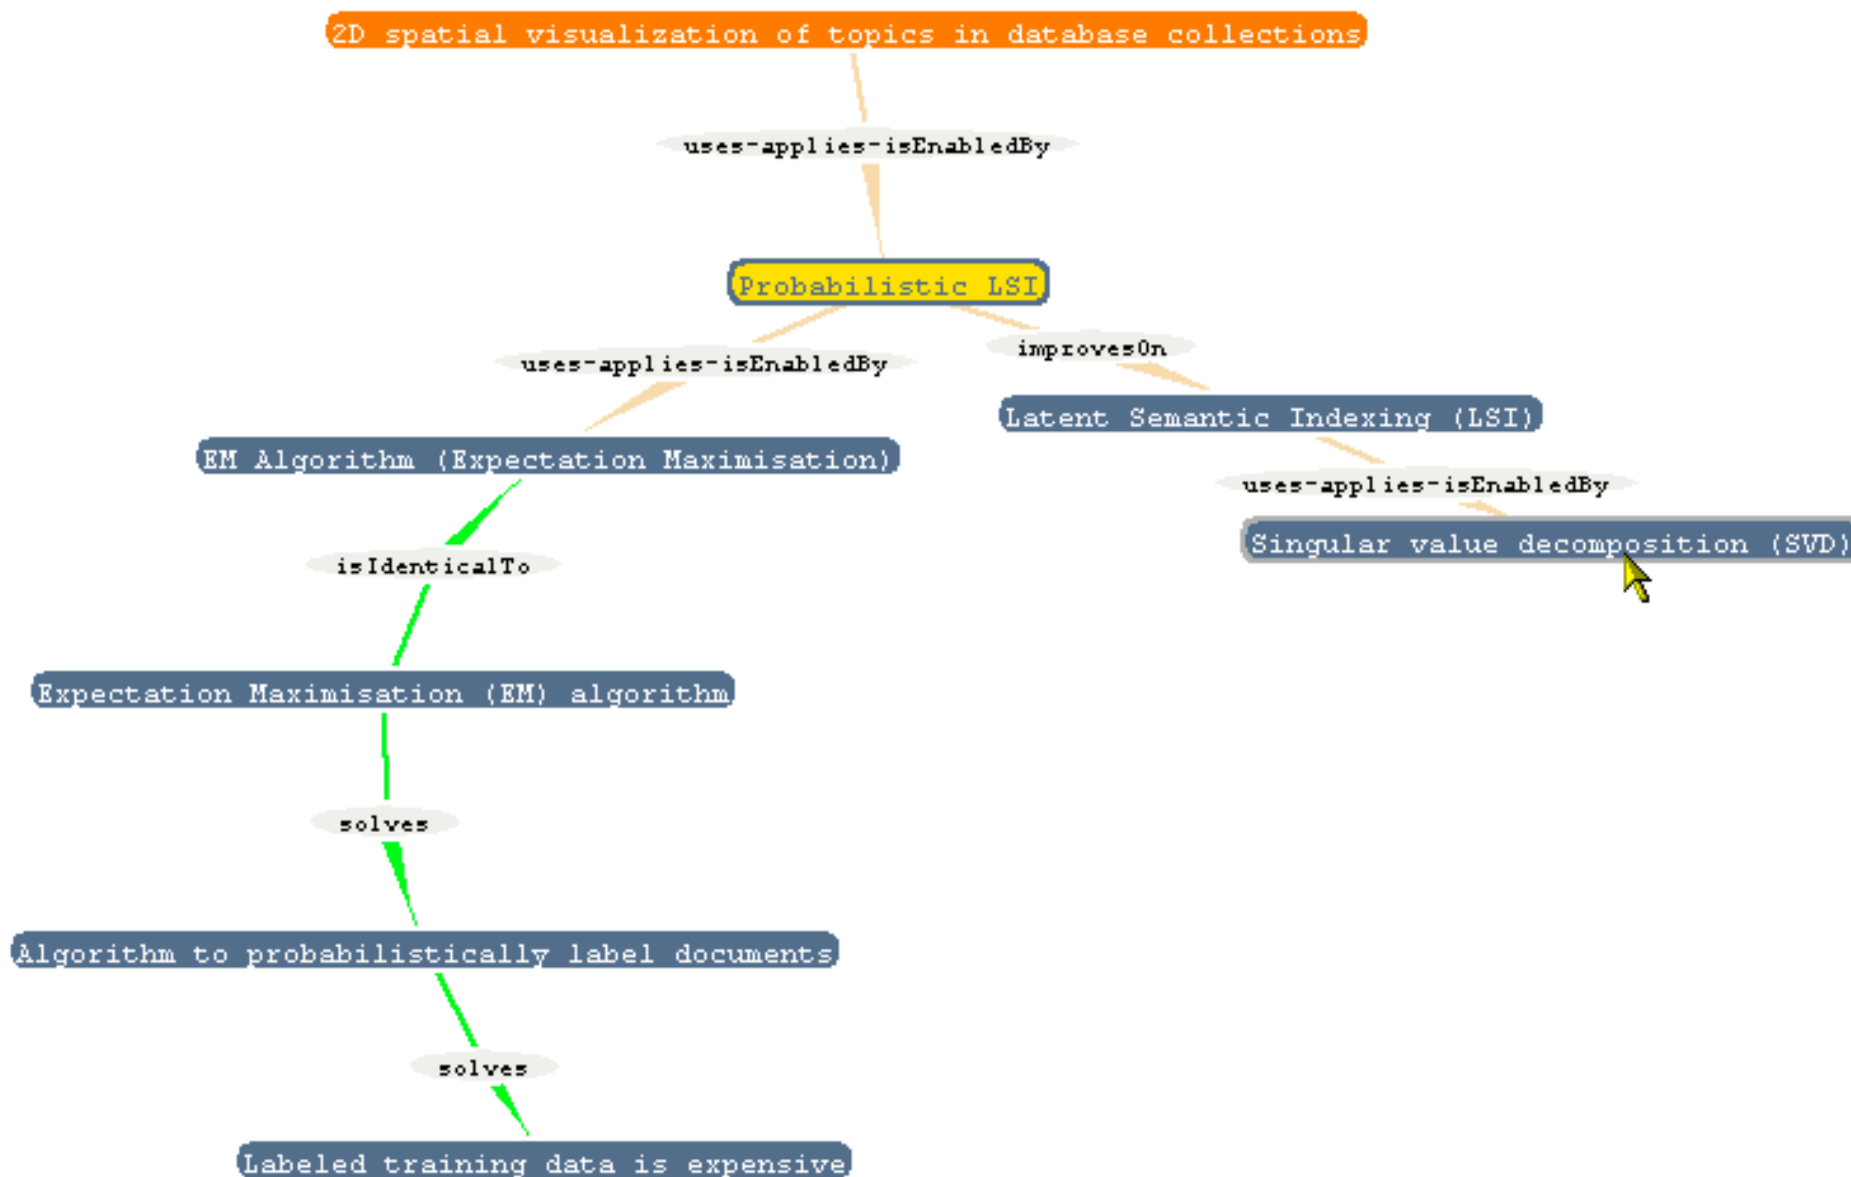 2D spatial visualization of topics in database collections
uses-applies-isEnabledBy
Probabilistic LSI
uses-applies-isEnabledBy
improvesOn
Latent Semantic Indexing (LSI)
EM Algorithm (Expectation Maximisation)
uses-applies-isEnabledBy
Singular value decomposition (SVD)
isIdenticalTo
Expectation Maximisation (EM) algorithm
solves
Algorithm to probabilistically label documents
solves
Labeled training data is expensive